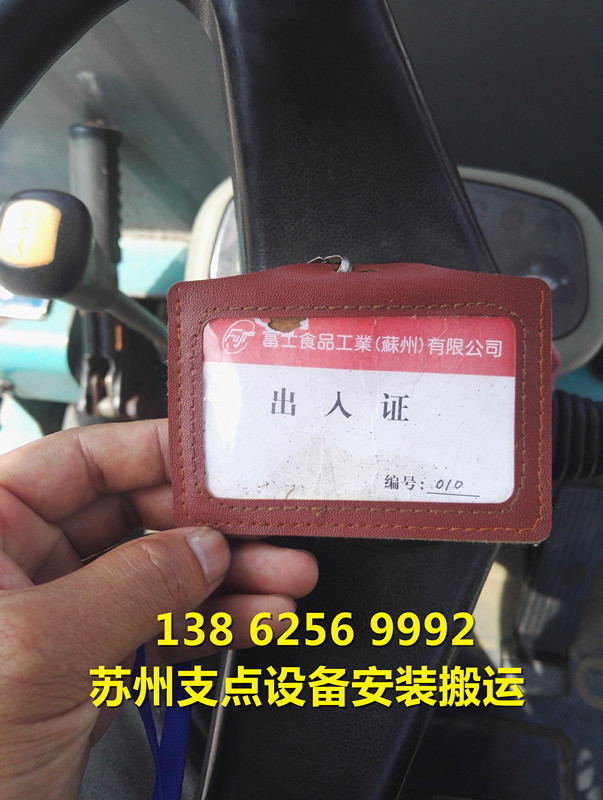 Fuji 富士食品工業(蘇州)有限公司
出入证
编号: 010
138 6256 9992
苏州支点设备安装搬运